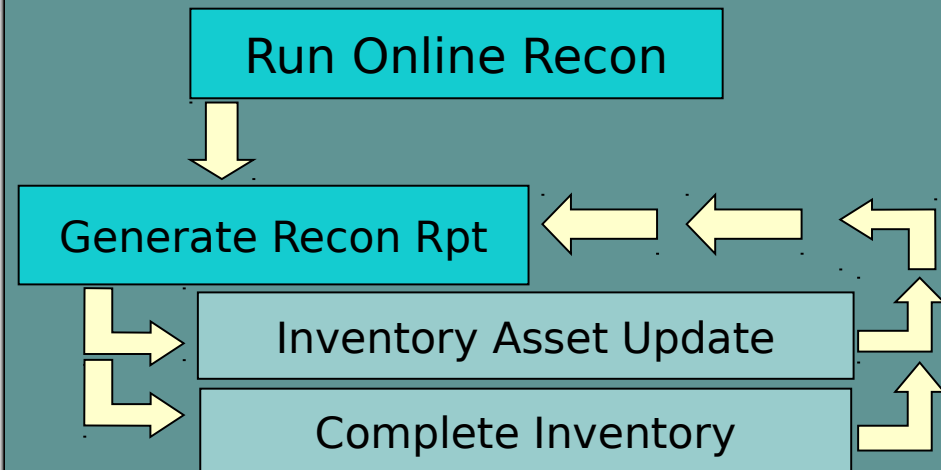 Run Online Recon
Generate Recon Rpt
Inventory Asset Update
Complete Inventory